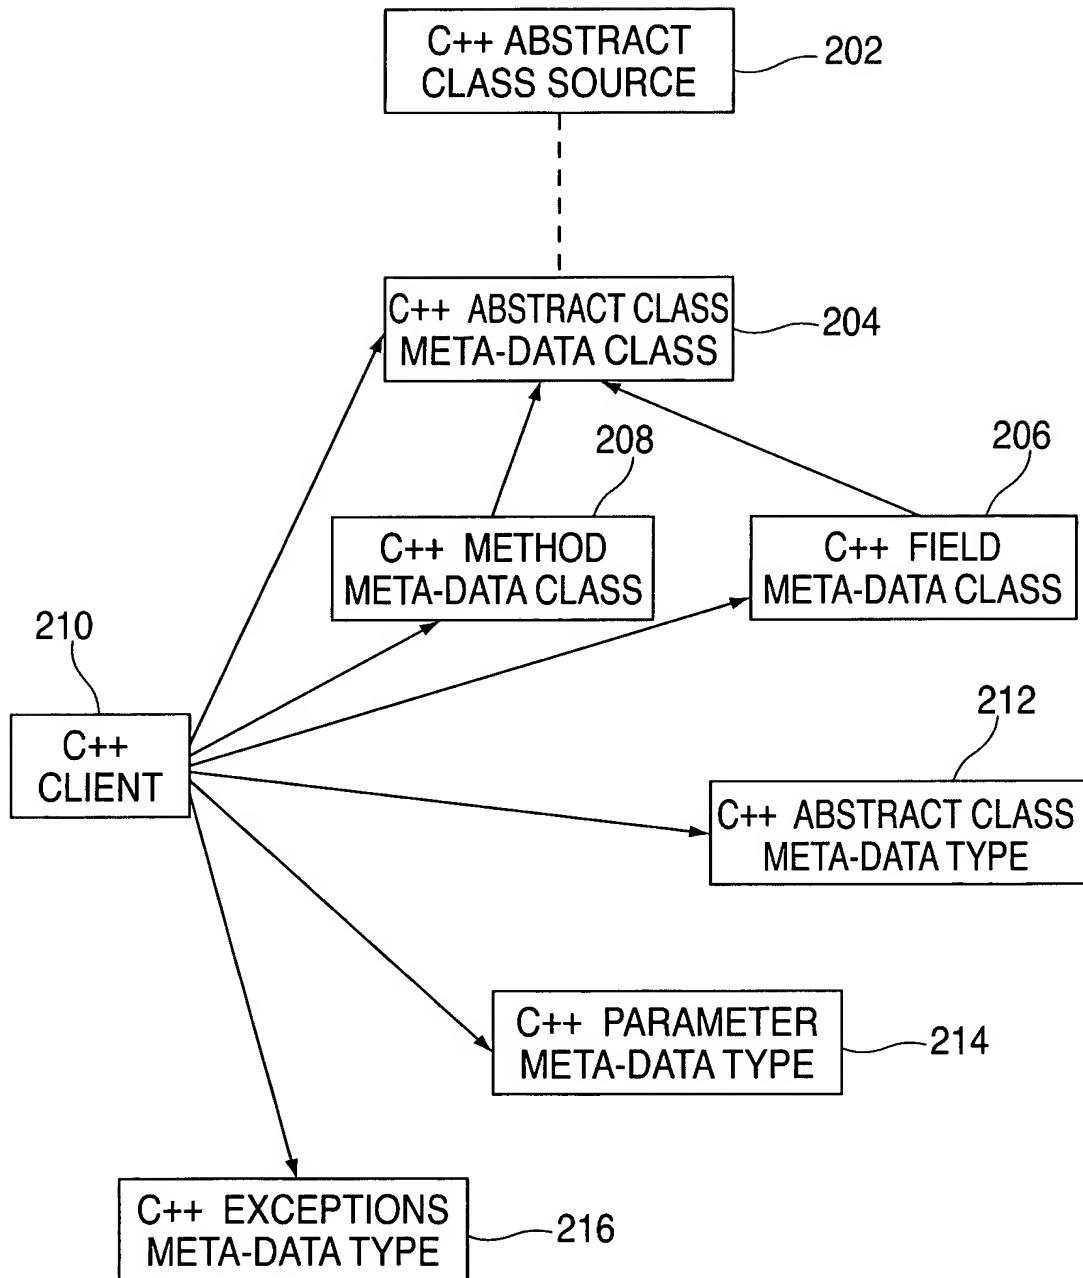 C++ ABSTRACT
CLASS SOURCE
202
C++ ABSTRACT CLASS
META-DATA CLASS
204
208
206
C++ METHOD
META-DATA CLASS
C++ FIELD
META-DATA CLASS
210
C++
CLIENT
212
C++ ABSTRACT CLASS
META-DATA TYPE
C++ PARAMETER
META-DATA TYPE
214
C++ EXCEPTIONS
META-DATA TYPE
216